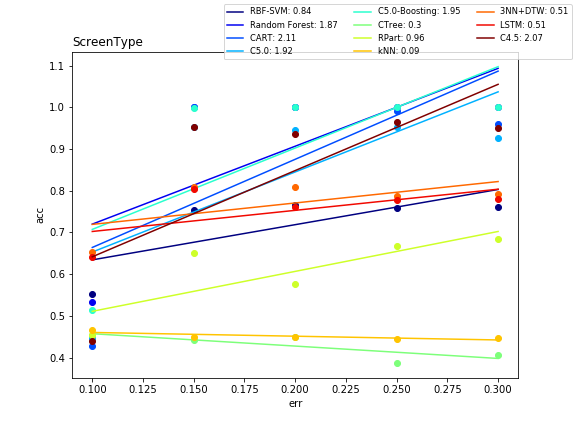 RBF-SVM: 0.84 C5.0-Boosting: 1.95 3NN+DTW: 0.51
Random Forest: 1.87 CTree: 0.3 LSTM: 0.51
CART: 2.11 RPart: 0.96 C4.5: 2.07
C5.0: 1.92 kNN: 0.09
ScreenType
1.1
1.0
0.9
0.8
0.7
0.6
0.5
0.4
acc
0.100 0.125 0.150 0.175 0.200 0.225 0.250 0.275 0.300
err